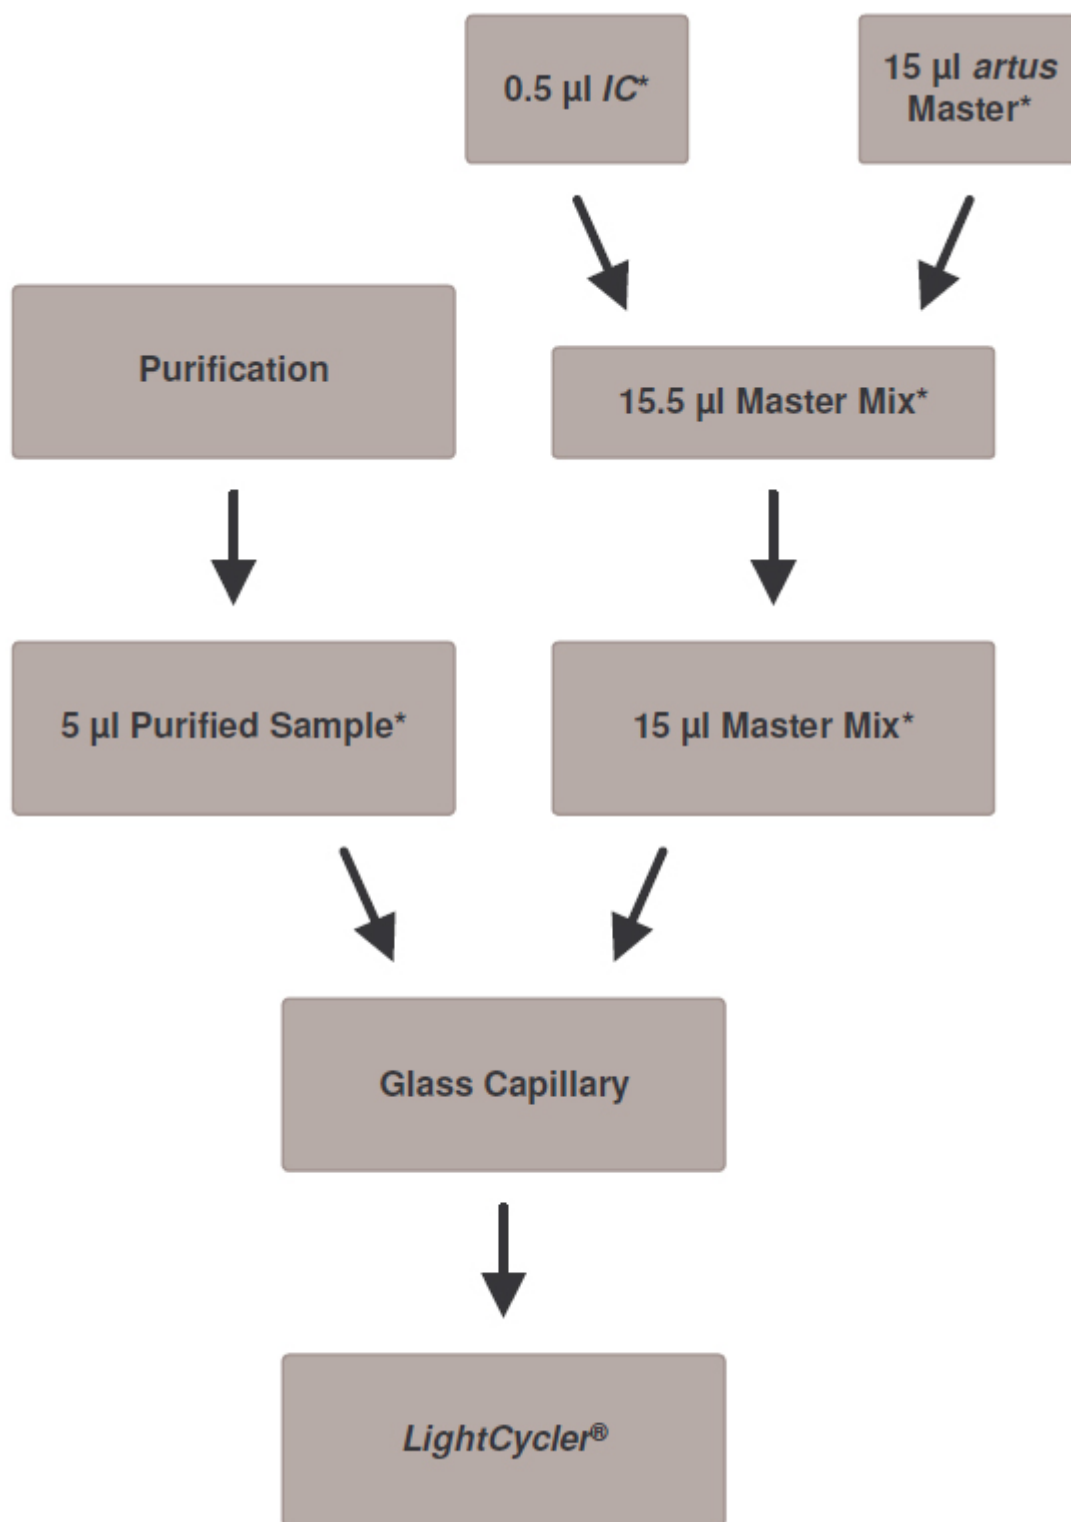 0.5 µl IC*
15 µl artus
Master*
Purification
15.5 µl Master Mix*
5 µl Purified Sample*
15 µl Master Mix*
Glass Capillary
LightCycler®